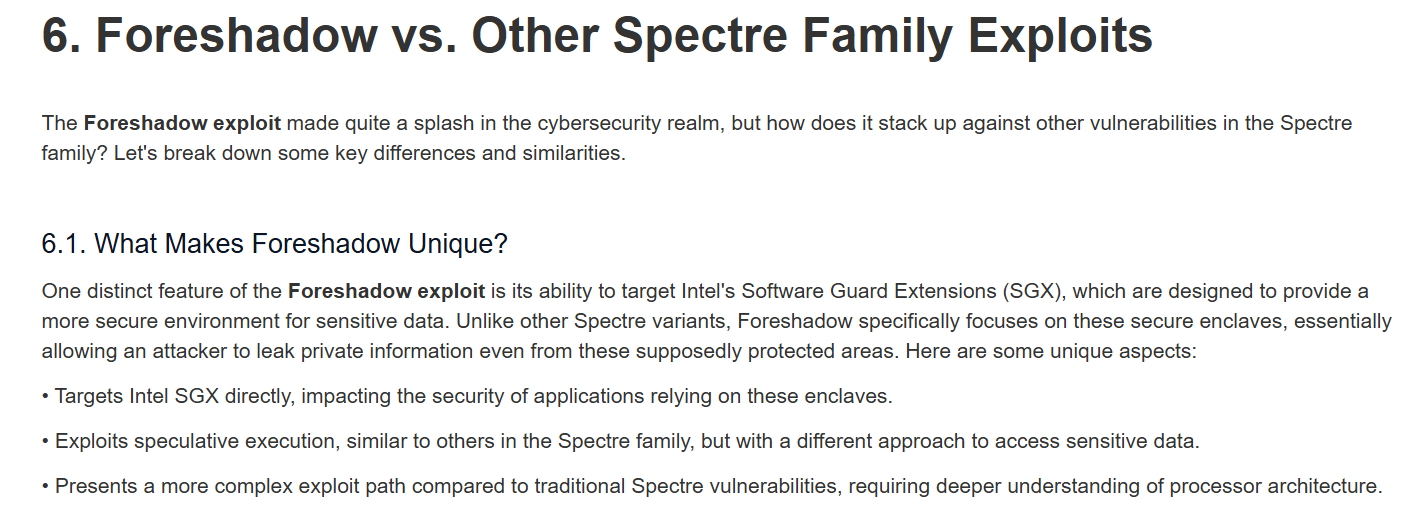 6. Foreshadow vs. Other Spectre Family Exploits
The Foreshadow exploit made quite a splash in the cybersecurity realm, but how does it stack up against other vulnerabilities in the Spectre
family? Let's break down some key differences and similarities.
6.1. What Makes Foreshadow Unique?
One distinct feature of the Foreshadow exploit is its ability to target Intel's Software Guard Extensions (SGX), which are designed to provide a
more secure environment for sensitive data. Unlike other Spectre variants, Foreshadow specifically focuses on these secure enclaves, essentially
allowing an attacker to leak private information even from these supposedly protected areas. Here are some unique aspects:
• Targets Intel SGX directly, impacting the security of applications relying on these enclaves.
• Exploits speculative execution, similar to others in the Spectre family, but with a different approach to access sensitive data.
• Presents a more complex exploit path compared to traditional Spectre vulnerabilities, requiring deeper understanding of processor architecture.